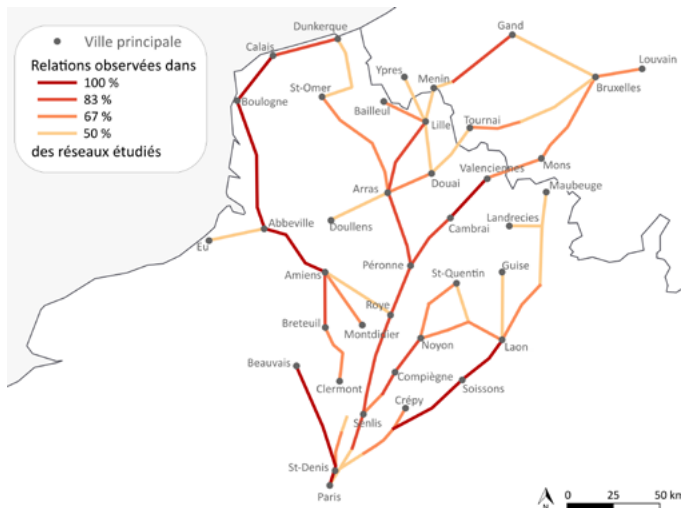 Ville principale
Relations observées dans
100 %
83 %
67 %
50 %
des réseaux étudiés
Dunkerque
Calais
Gand
Louvain
Ypres
Menin
Bruxelles
St-Omer
Boulogne
Bailleul
Lille
Tournai
Mons
Valenciennes
Douai
Maubeuge
Arras
Landrecies
Doullens
Cambrai
Abbeville
Eu
Péronne
St-Quentin
Guise
Amiens
Roye
Breteuil
Montdidier
Noyon
Laon
Beauvais
Compiègne
Soissons
Clermont
Crépy
Senlis
St-Denis
Paris
N
0 25 50 km